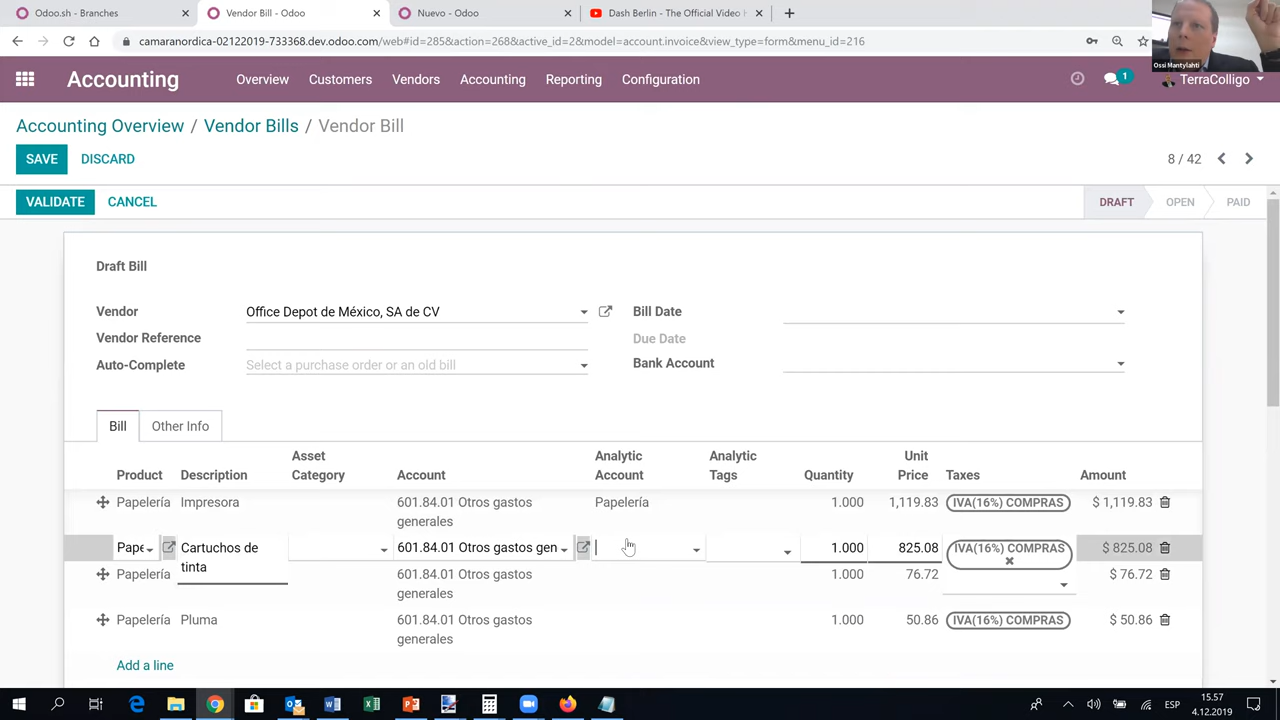 Odoo.sh - Branches
Vendor Bill - Odoo
Nuevo - Odoo
Dash Berlin - The Official Video
camaranordica-02122019-733368.dev.odoo.com/web#id=285&action=268&active_id=2&model=account.invoice&view_type=form&menu_id=216
Ossi Mantylahti
Accounting
Overview
Customers
Vendors
Accounting
Reporting
Configuration
1
TerraColligo
Accounting Overview / Vendor Bills / Vendor Bill
SAVE
DISCARD
8 / 42
VALIDATE
CANCEL
DRAFT
OPEN
PAID
Draft Bill
Vendor
Office Depot de México, SA de CV
Bill Date
Vendor Reference
Due Date
Auto-Complete
Select a purchase order or an old bill
Bank Account
Bill
Other Info
Product
Description
Asset
Category
Account
Analytic
Account
Analytic
Tags
Quantity
Unit
Price
Taxes
Amount
Papelería
Impresora
601.84.01 Otros gastos
generales
Papelería
1.000
1,119.83
IVA(16%) COMPRAS
$ 1,119.83
Pape
Cartuchos de
tinta
601.84.01 Otros gastos gen
1.000
825.08
IVA(16%) COMPRAS
$ 825.08
Papelería
601.84.01 Otros gastos
generales
1.000
76.72
$ 76.72
Papelería
Pluma
601.84.01 Otros gastos
generales
1.000
50.86
IVA(16%) COMPRAS
$ 50.86
Add a line
ESP
15.57
4.12.2019